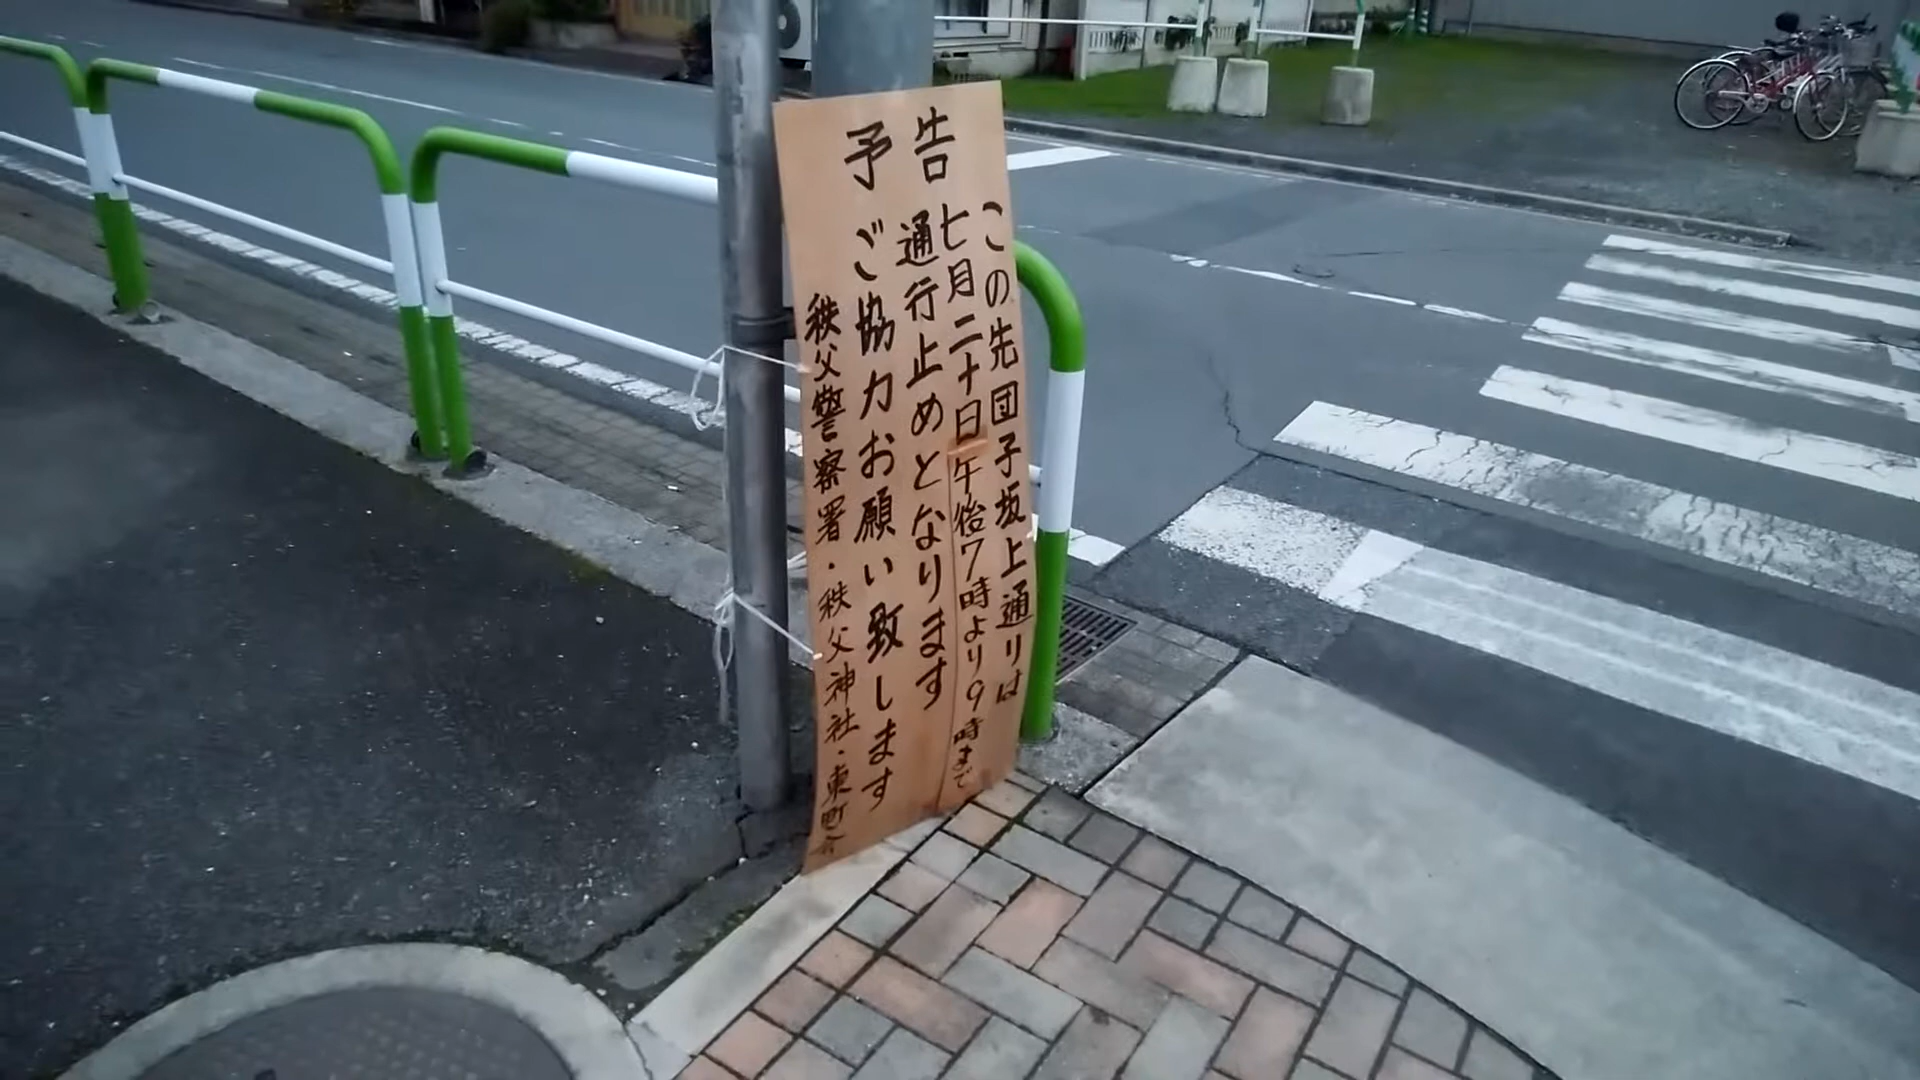 予告
この先団子坂上通りは
七月二十日午後7時より9時まで
通行止めとなります
ご協力お願い致します
秩父警察署・秩父神社・東町会